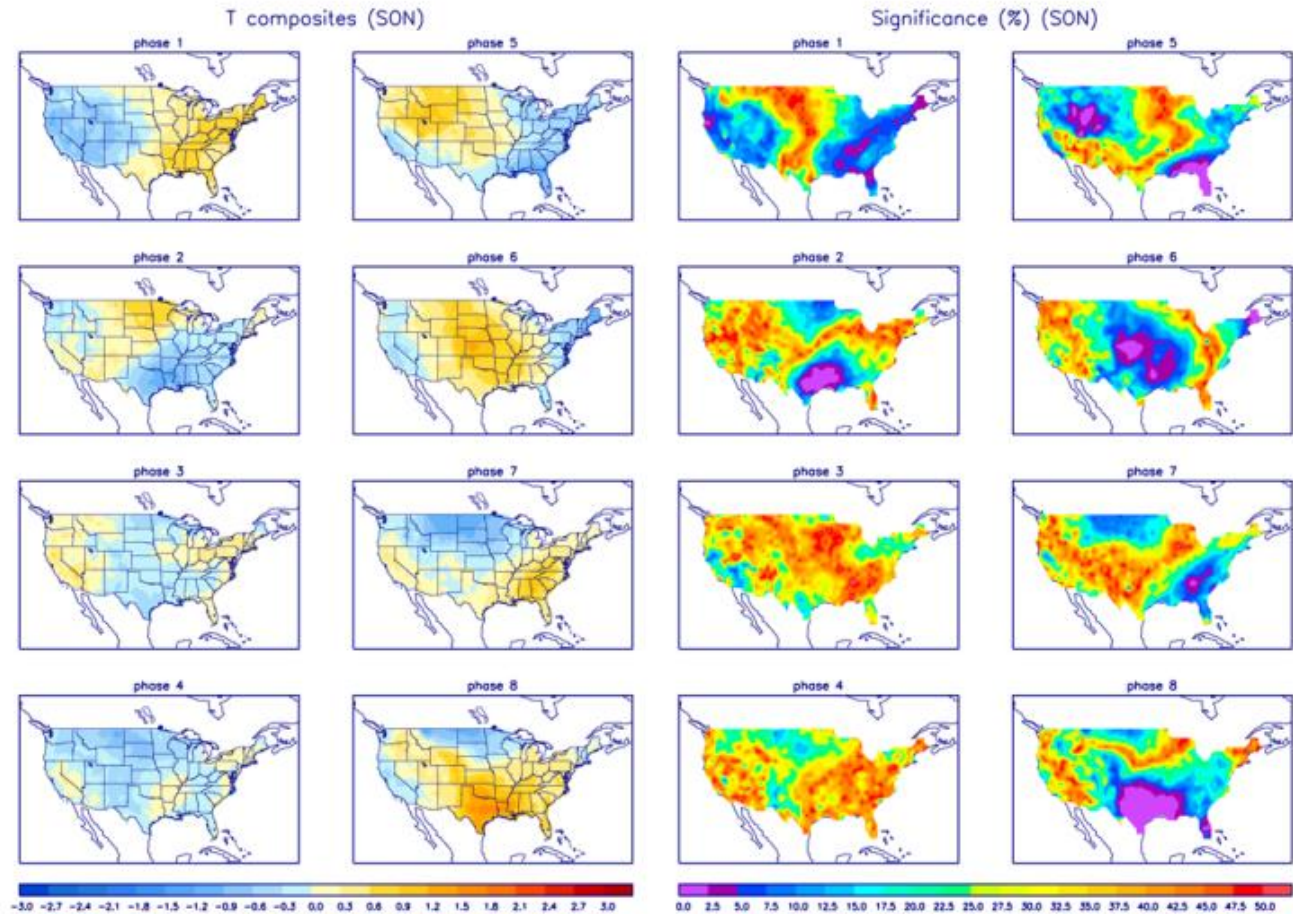 T composites (SON)
Significance (%) (SON)
phase 1
phase 5
phase 1
phase 5
phase 2
phase 6
phase 2
phase 6
phase 3
phase 7
phase 3
phase 7
phase 4
phase 8
phase 4
phase 8
-3.0 -2.7 -2.4 -2.1 -1.8 -1.5 -1.2 -0.9 -0.6 -0.3 0.0 0.3 0.6 0.9 1.2 1.5 1.8 2.1 2.4 2.7 3.0
0.0 2.5 5.0 7.5 10.0 12.5 15.0 17.5 20.0 22.5 25.0 27.5 30.0 32.5 35.0 37.5 40.0 42.5 45.0 47.5 50.0